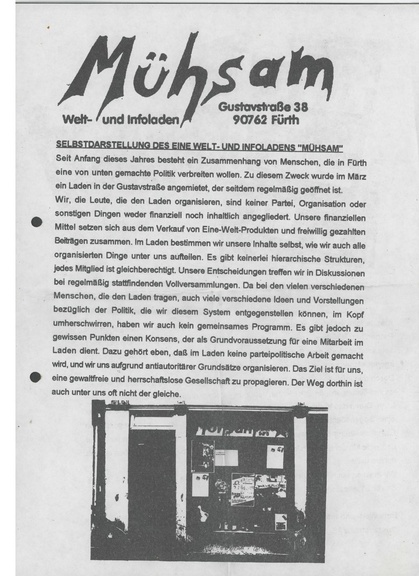 Mühsam
Welt- und Infoladen
Gustavstraße 38
90762 Fürth
SELBSTDARSTELLUNG DES EINE WELT- UND INFOLADENS "MÜHSAM"
Seit Anfang dieses Jahres besteht ein Zusammenhang von Menschen, die in Fürth
eine von unten gemachte Politik verbreiten wollen. Zu diesem Zweck wurde im März
ein Laden in der Gustavstraße angemietet, der seitdem regelmäßig geöffnet ist.
Wir, die Leute, die den Laden organisieren, sind keiner Partei, Organisation oder
sonstigen Dingen weder finanziell noch inhaltlich angegliedert. Unsere finanziellen
Mittel setzen sich aus dem Verkauf von Eine-Welt-Produkten und freiwillig gezahlten
Beiträgen zusammen. Im Laden bestimmen wir unsere Inhalte selbst, wie wir auch alle
organisierten Dinge unter uns aufteilen. Es gibt keinerlei hierarchische Strukturen,
jedes Mitglied ist gleichberechtigt. Unsere Entscheidungen treffen wir in Diskussionen
bei regelmäßig stattfindenden Vollversammlungen. Da bei den vielen verschiedenen
Menschen, die den Laden tragen, auch viele verschiedene Ideen und Vorstellungen
bezüglich der Politik, die wir diesem System entgegenstellen können, im Kopf
umherschwirren, haben wir auch kein gemeinsames Programm. Es gibt jedoch zu
gewissen Punkten einen Konsens, der als Grundvoraussetzung für eine Mitarbeit im
Laden dient. Dazu gehört eben, daß im Laden keine parteipolitische Arbeit gemacht
wird, und wir uns aufgrund antiautoritärer Grundsätze organisieren. Das Ziel ist für uns,
eine gewaltfreie und herrschaftslose Gesellschaft zu propagieren. Der Weg dorthin ist
auch unter uns oft nicht der gleiche.